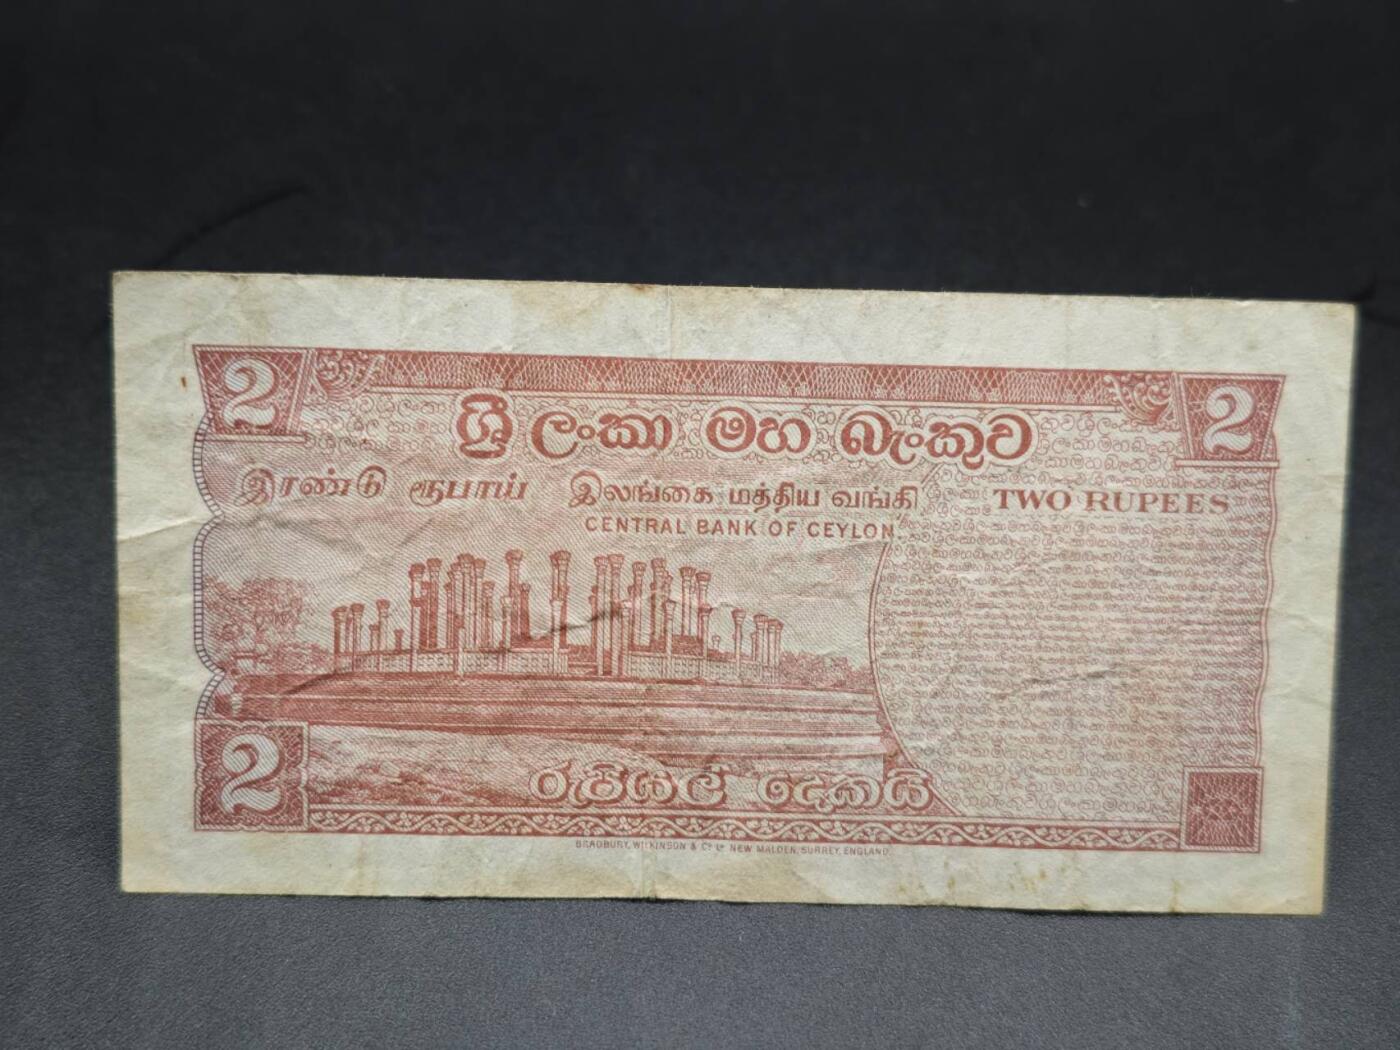 2
2
ශ්‍රී ලංකා මහ බැංකුව
இரண்டு ரூபாய்
இலங்கை மத்திய வங்கி
TWO RUPEES
CENTRAL BANK OF CEYLON.
2
රුපියල් දෙකයි
BRADBURY, WILKINSON & Co. Ld. NEW MALDEN, SURREY, ENGLAND.